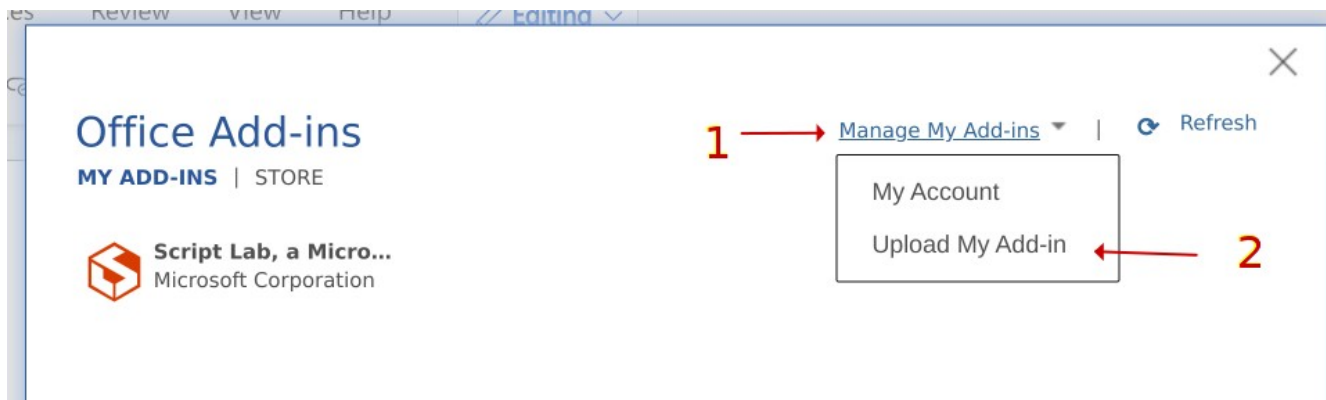 Review View Help Editing
Office Add-ins
1 Manage My Add-ins | Refresh
MY ADD-INS | STORE
My Account
Upload My Add-in 2
Script Lab, a Micro...
Microsoft Corporation